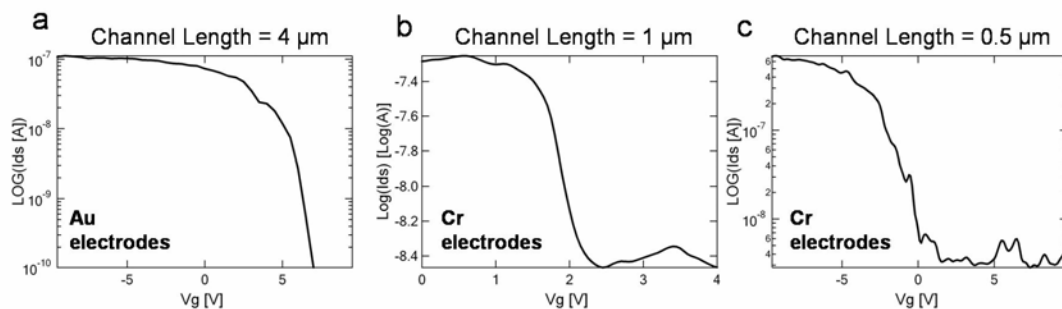 a
Channel Length = 4 μm
LOG(Ids [A])
10⁻⁷
10⁻⁸
10⁻⁹
10⁻¹⁰
Au
electrodes
-5 0 5
Vg [V]
b
Channel Length = 1 μm
Log(Ids) [Log(A)]
-7.4
-7.6
-7.8
-8.0
-8.2
-8.4
Cr
electrodes
0 1 2 3 4
Vg [V]
c
Channel Length = 0.5 μm
LOG(Ids [A])
6
4
2
10⁻⁷
6
4
2
10⁻⁸
6
4
Cr
electrodes
-5 0 5
Vg [V]